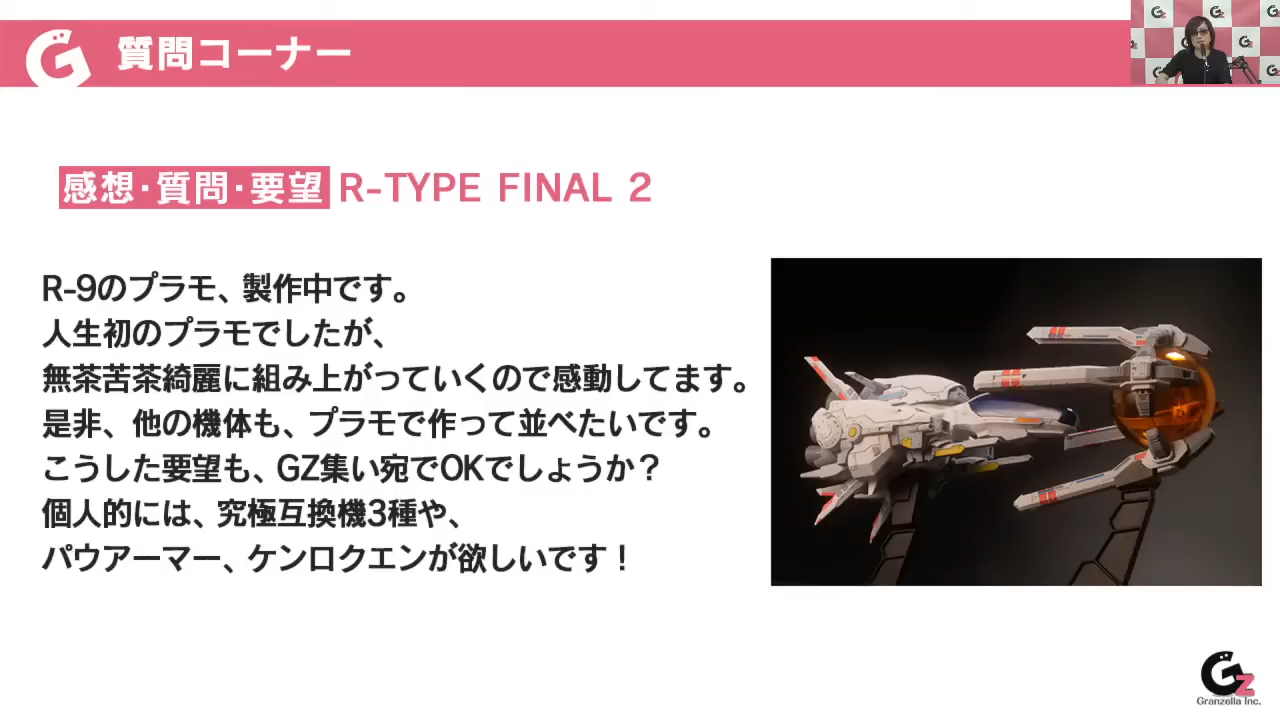 質問コーナー
感想・質問・要望 R-TYPE FINAL 2
R-9のプラモ、製作中です。
人生初のプラモでしたが、
無茶苦茶綺麗に組み上がっていくので感動してます。
是非、他の機体も、プラモで作って並べたいです。
こうした要望も、GZ集い宛でOKでしょうか？
個人的には、究極互換機3種や、
パウアーマー、ケンロクエンが欲しいです！
Gz
Granzella Inc.